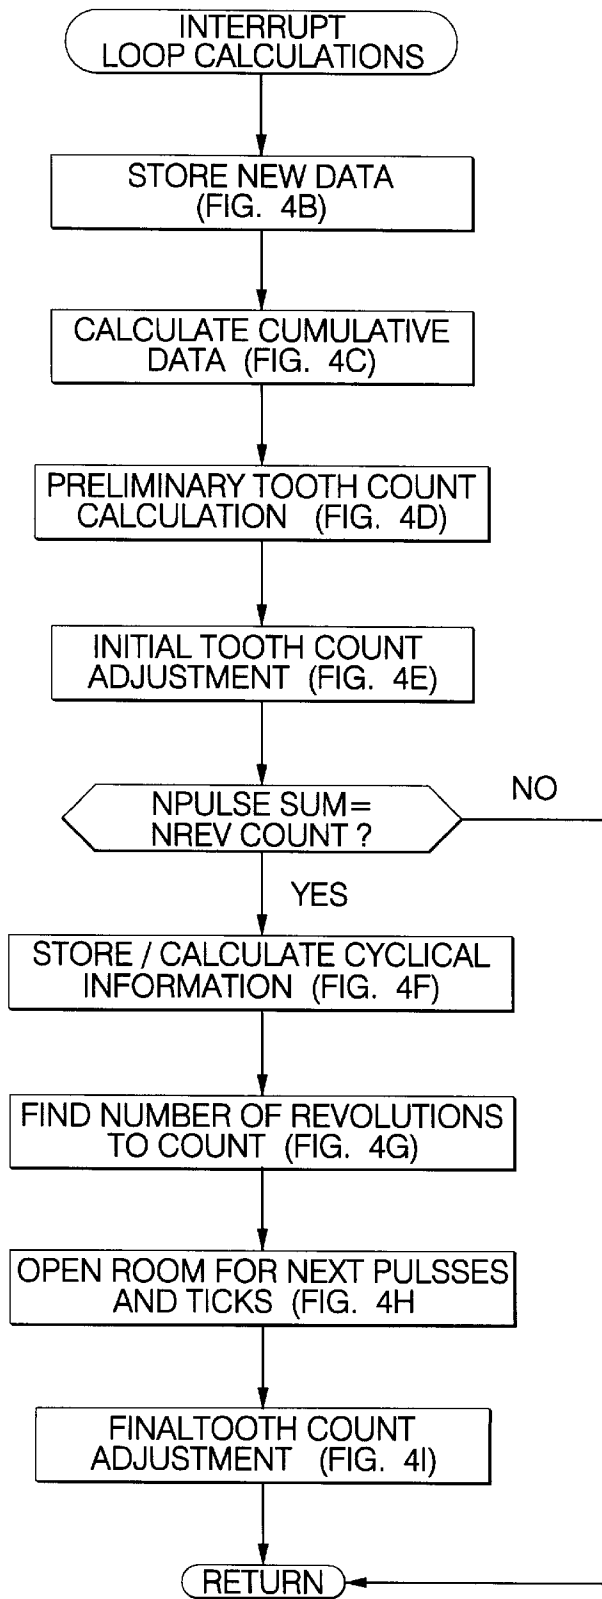 INTERRUPT
LOOP CALCULATIONS
STORE NEW DATA
(FIG. 4B)
CALCULATE CUMULATIVE
DATA (FIG. 4C)
PRELIMINARY TOOTH COUNT
CALCULATION (FIG. 4D)
INITIAL TOOTH COUNT
ADJUSTMENT (FIG. 4E)
NPULSE SUM=
NREV COUNT ?
NO
YES
STORE / CALCULATE CYCLICAL
INFORMATION (FIG. 4F)
FIND NUMBER OF REVOLUTIONS
TO COUNT (FIG. 4G)
OPEN ROOM FOR NEXT PULSSES
AND TICKS (FIG. 4H
FINALTOOTH COUNT
ADJUSTMENT (FIG. 4I)
RETURN